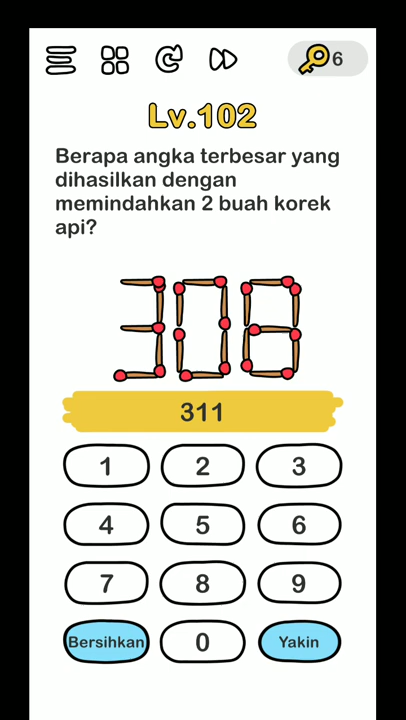 6
Lv.102
Berapa angka terbesar yang
dihasilkan dengan
memindahkan 2 buah korek
api?
308
311
1 2 3
4 5 6
7 8 9
Bersihkan 0 Yakin